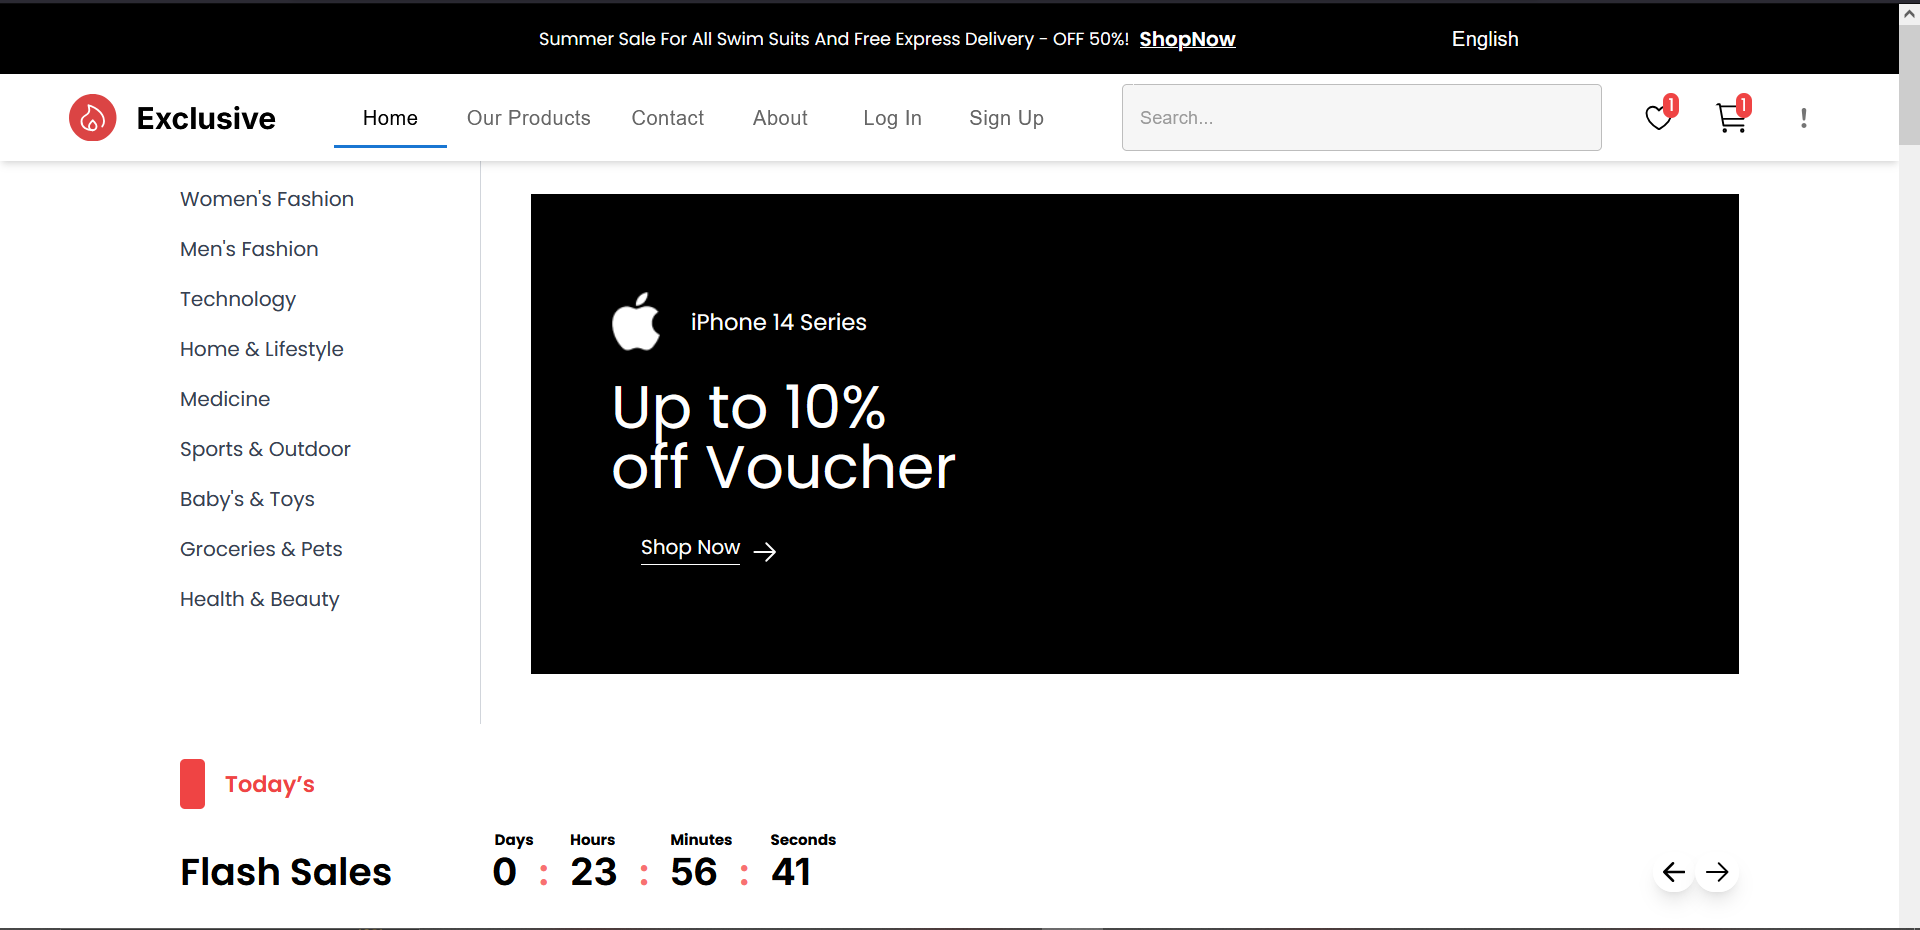 Summer Sale For All Swim Suits And Free Express Delivery - OFF 50%! ShopNow English
Exclusive Home Our Products Contact About Log In Sign Up Search... 1 1 !
Women's Fashion
Men's Fashion
Technology
Home & Lifestyle
Medicine
Sports & Outdoor
Baby's & Toys
Groceries & Pets
Health & Beauty
iPhone 14 Series
Up to 10%
off Voucher
Shop Now
Today’s
Flash Sales
Days Hours Minutes Seconds
0 : 23 : 56 : 41